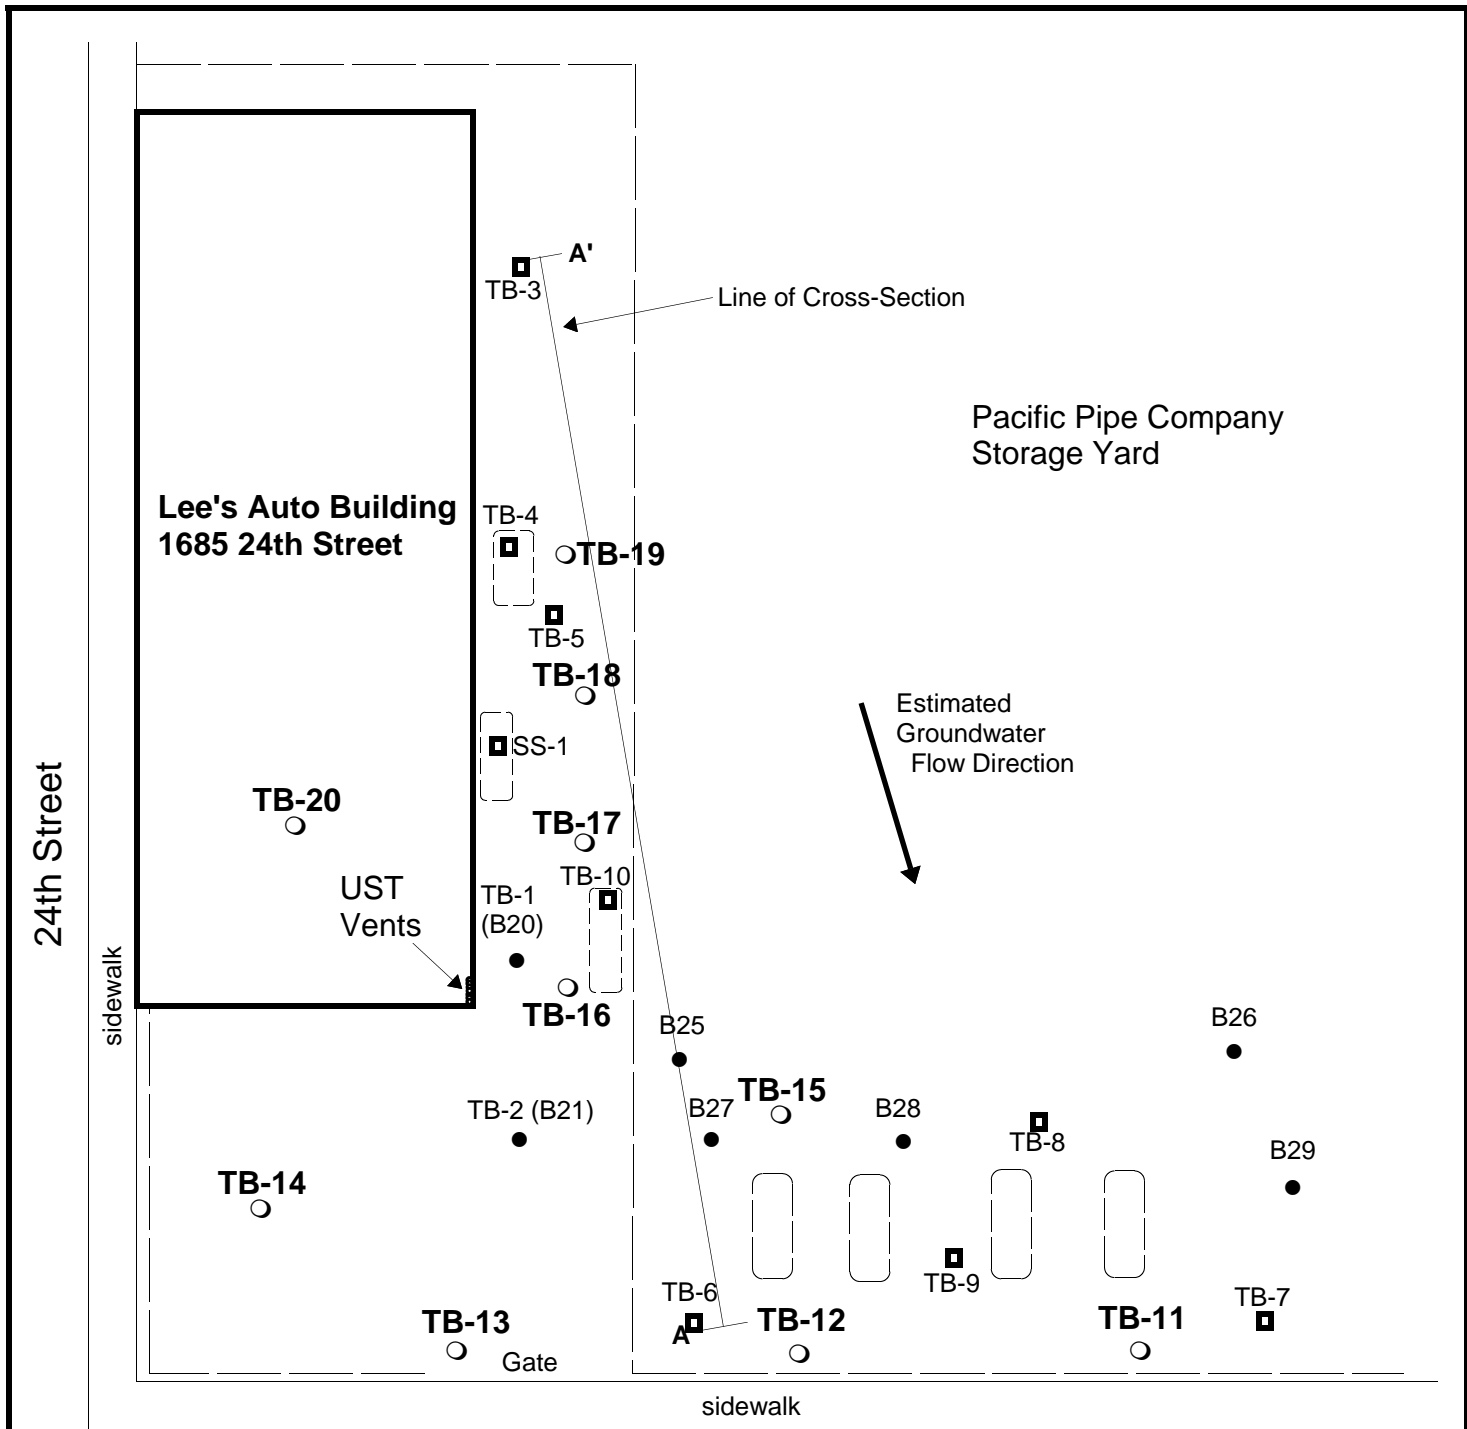 A'
TB-3
Line of Cross-Section
Pacific Pipe Company
Storage Yard
Lee's Auto Building
1685 24th Street
TB-4
TB-19
TB-5
TB-18
Estimated
Groundwater
Flow Direction
SS-1
24th Street
TB-20
TB-17
TB-10
UST
Vents
TB-1
(B20)
sidewalk
TB-16
B25
B26
TB-15
TB-2 (B21)
B27
B28
TB-8
B29
TB-14
TB-9
TB-6
A
TB-12
TB-11
TB-7
TB-13
Gate
sidewalk